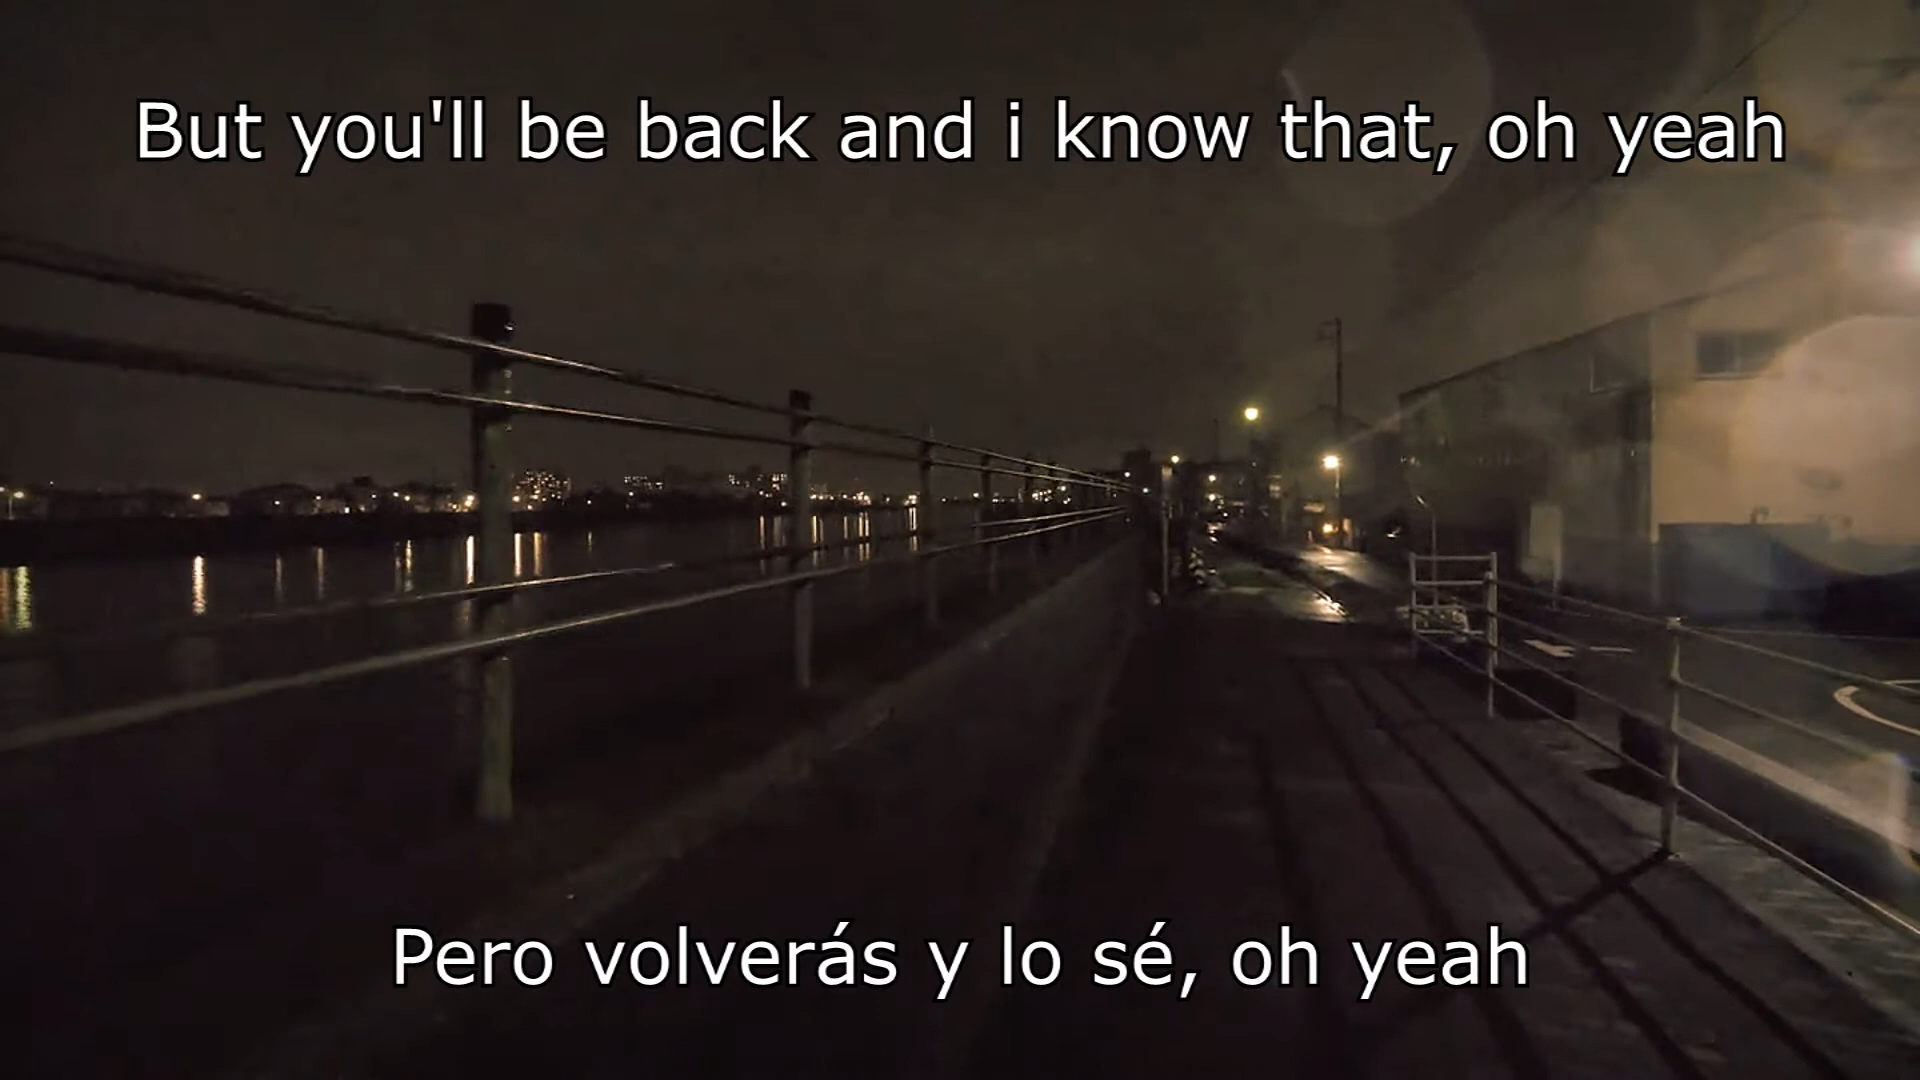 But you'll be back and i know that, oh yeah
Pero volverás y lo sé, oh yeah